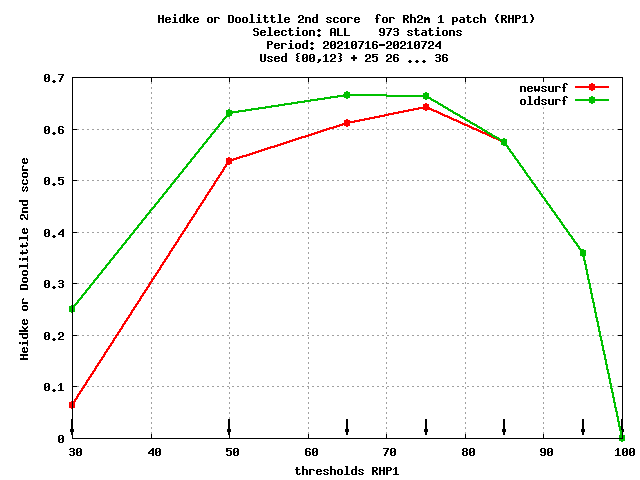 Heidke or Doolittle 2nd score  for Rh2m 1 patch (RHP1)
Selection: ALL    973 stations
Period: 20210716-20210724
Used {00,12} + 25 26 ... 36
newsurf
oldsurf
0.7
0.6
0.5
0.4
0.3
0.2
0.1
0
Heidke or Doolittle 2nd score
30 40 50 60 70 80 90 100
thresholds RHP1